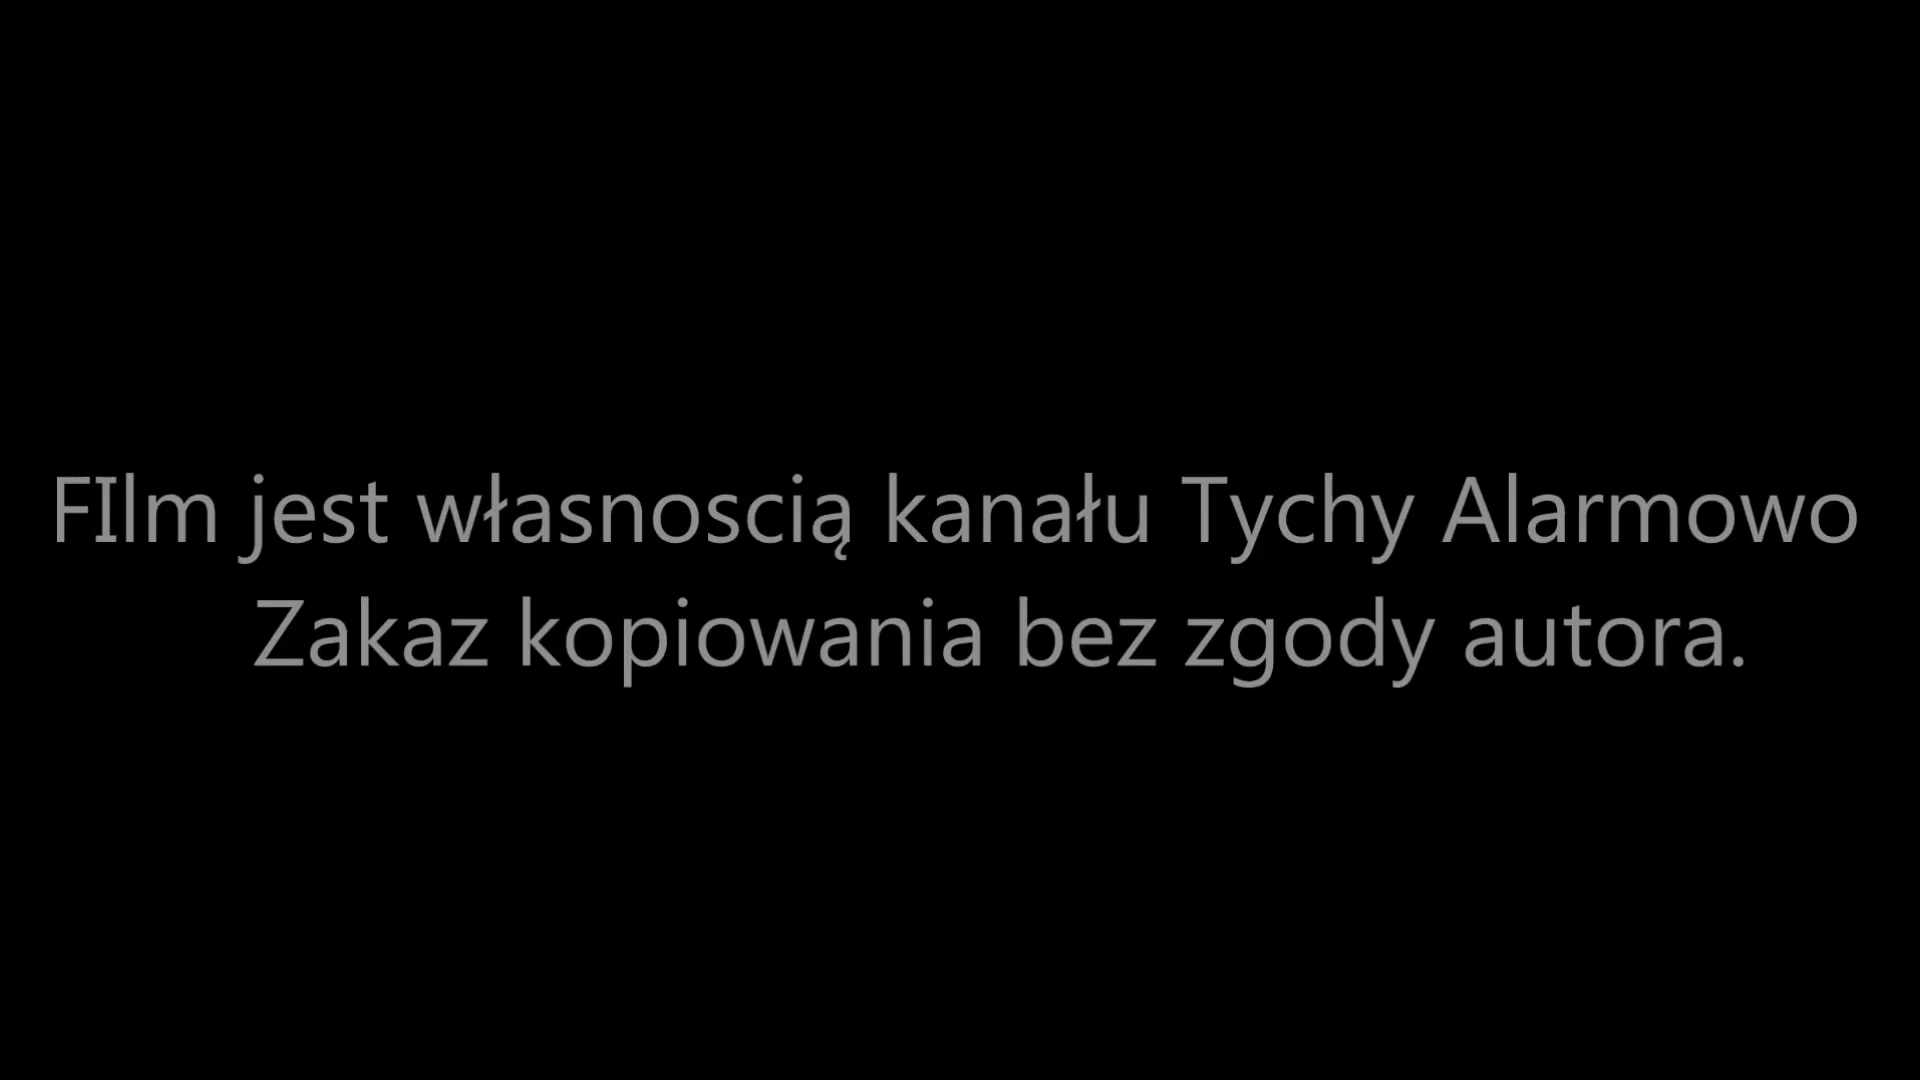 FIlm jest własnoscią kanału Tychy Alarmowo
Zakaz kopiowania bez zgody autora.